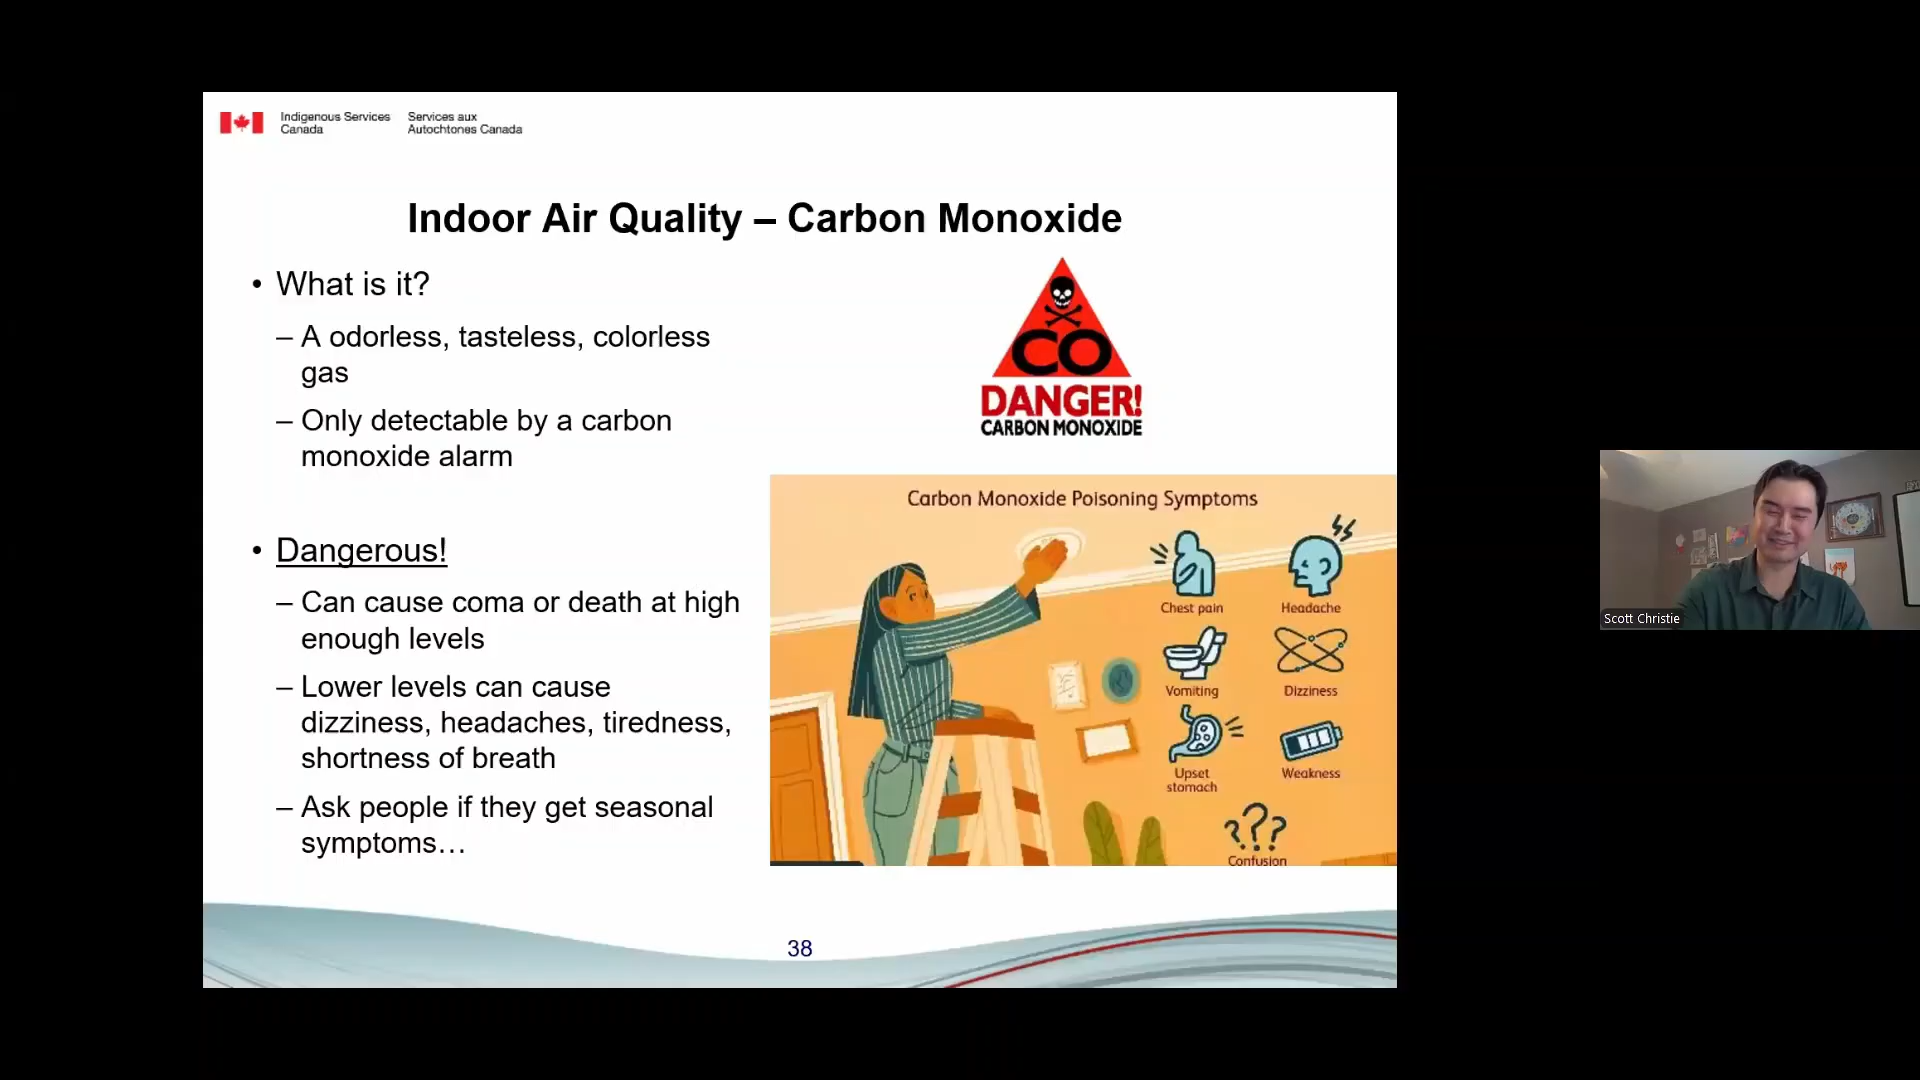 Indigenous Services
Canada
Services aux
Autochtones Canada
Indoor Air Quality – Carbon Monoxide
• What is it?
– A odorless, tasteless, colorless
gas
– Only detectable by a carbon
monoxide alarm
• Dangerous!
– Can cause coma or death at high
enough levels
– Lower levels can cause
dizziness, headaches, tiredness,
shortness of breath
– Ask people if they get seasonal
symptoms…
CO
DANGER!
CARBON MONOXIDE
Carbon Monoxide Poisoning Symptoms
Chest pain
Headache
Vomiting
Dizziness
Upset
stomach
Weakness
???
Confusion
38
Scott Christie